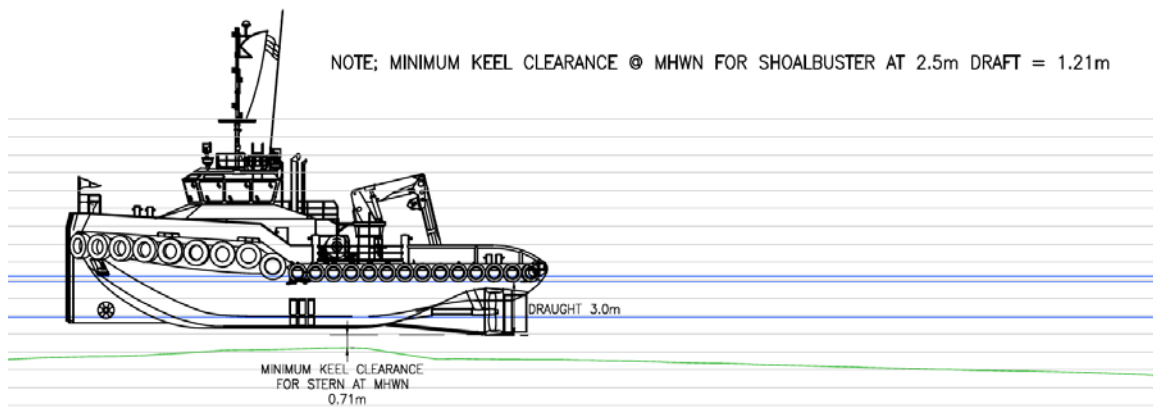 NOTE; MINIMUM KEEL CLEARANCE @ MHWN FOR SHOALBUSTER AT 2.5m DRAFT = 1.21m
DRAUGHT 3.0m
MINIMUM KEEL CLEARANCE
FOR STERN AT MHWN
0.71m